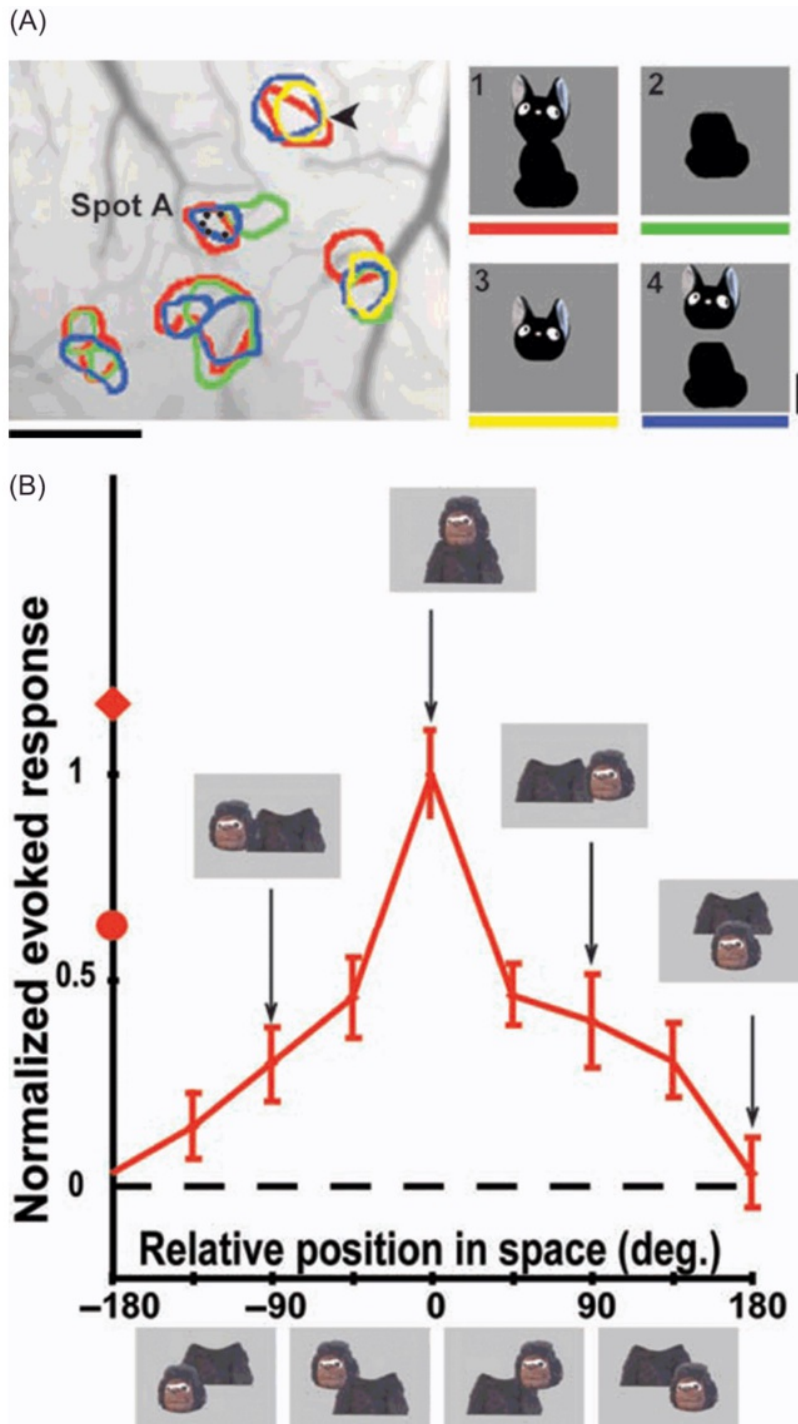 (A)
Spot A
1
2
3
4
(B)
Normalized evoked response
1
0.5
0
Relative position in space (deg.)
–180
–90
0
90
180